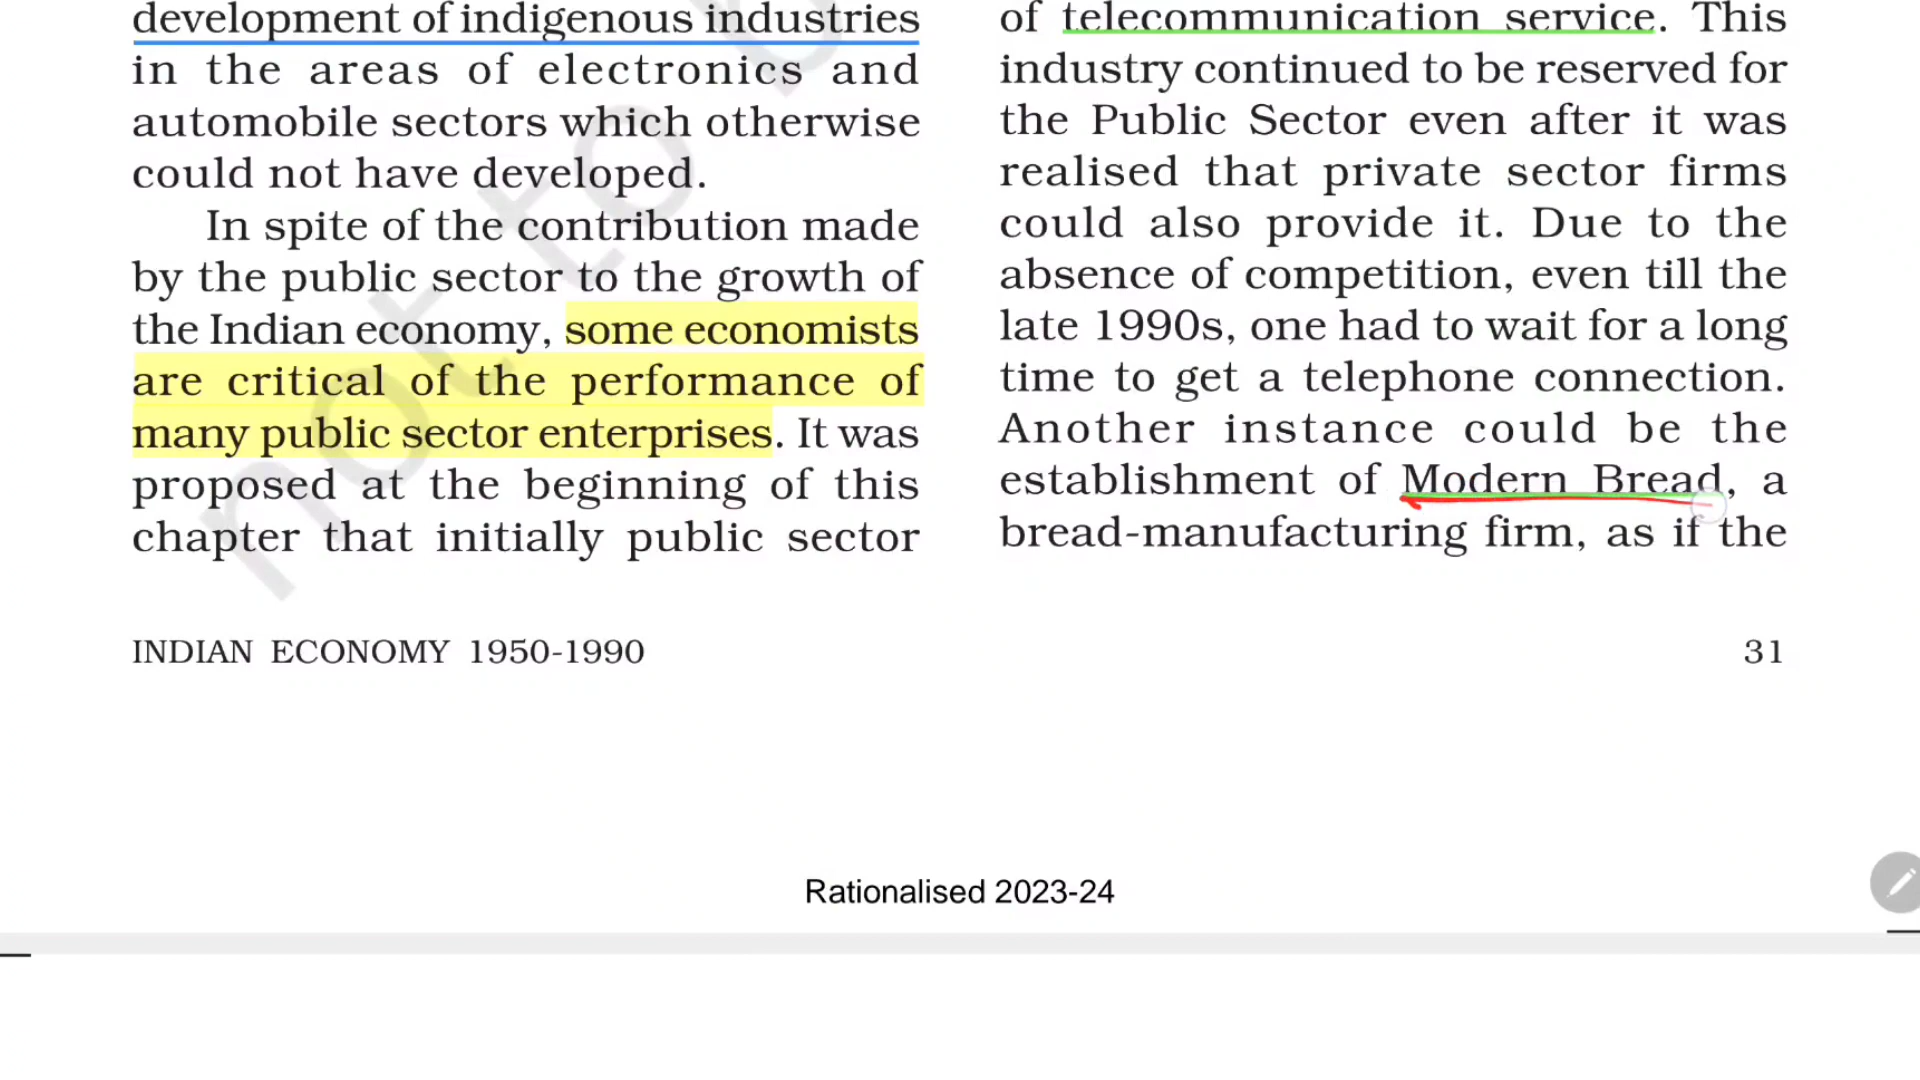 development of indigenous industries
in the areas of electronics and
automobile sectors which otherwise
could not have developed.
In spite of the contribution made
by the public sector to the growth of
the Indian economy, some economists
are critical of the performance of
many public sector enterprises. It was
proposed at the beginning of this
chapter that initially public sector
of telecommunication service. This
industry continued to be reserved for
the Public Sector even after it was
realised that private sector firms
could also provide it. Due to the
absence of competition, even till the
late 1990s, one had to wait for a long
time to get a telephone connection.
Another instance could be the
establishment of Modern Bread, a
bread-manufacturing firm, as if the
INDIAN ECONOMY 1950-1990
31
Rationalised 2023-24
not to b